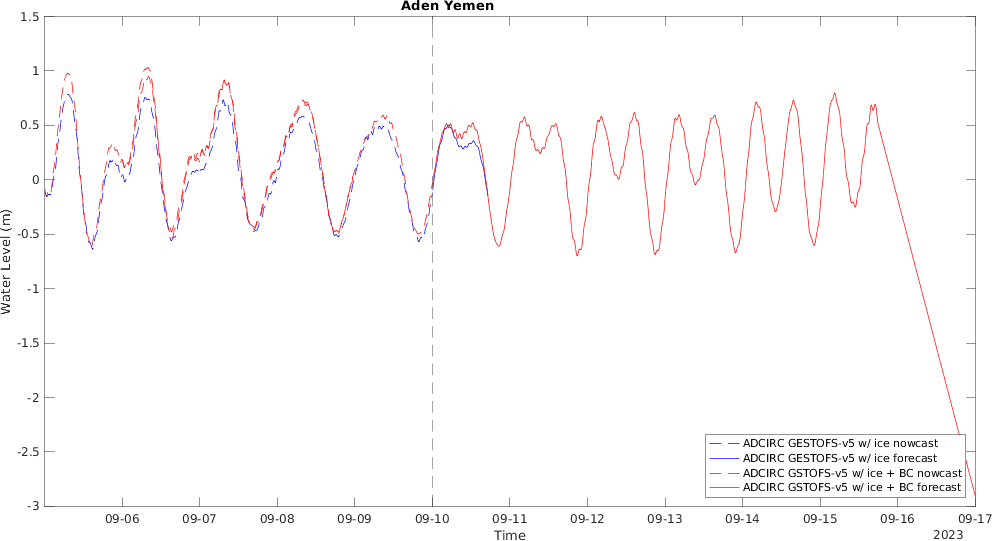 Aden Yemen
1.5
1
0.5
0
-0.5
-1
-1.5
-2
-2.5
-3
Water Level (m)
09-06 09-07 09-08 09-09 09-10 09-11 09-12 09-13 09-14 09-15 09-16 09-17
Time
2023
ADCIRC GESTOFS-v5 w/ ice nowcast
ADCIRC GESTOFS-v5 w/ ice forecast
ADCIRC GSTOFS-v5 w/ ice + BC nowcast
ADCIRC GSTOFS-v5 w/ ice + BC forecast